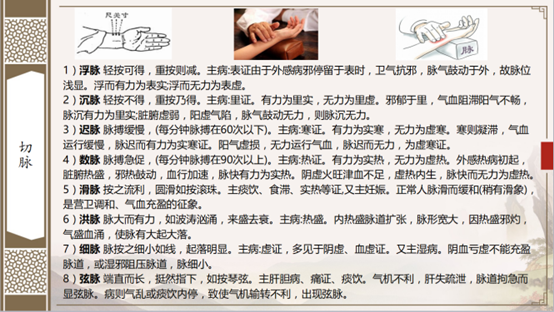 尺关寸
脉
切脉
1）浮脉 轻按可得，重按则减。主病:表证由于外感病邪停留于表时，卫气抗邪，脉气鼓动于外，故脉位
浅显。浮而有力为表实;浮而无力为表虚。
2）沉脉 轻按不得，重按乃得。主病:里证。有力为里实，无力为里虚。邪郁于里，气血阻滞阳气不畅，
脉沉有力为里实;脏腑虚弱，阳虚气陷，脉气鼓动无力，则脉沉无力。
3）迟脉 脉搏缓慢，(每分钟脉搏在60次以下)。主病:寒证。有力为实寒，无力为虚寒。寒则凝滞，气血
运行缓慢，脉迟而有力为实寒证。阳气虚损，无力运行气血，脉迟而无力，为虚寒证。
4）数脉 脉搏急促，(每分钟脉搏在90次以上)。主病:热证。有力为实热，无力为虚热。外感热病初起，
脏腑热盛，邪热鼓动，血行加速，脉快有力为实热。阴虚火旺津血不足，虚热内生，脉快而无力为虚热。
5）滑脉 按之流利，圆滑如按滚珠。主痰饮、食滞、实热等证,又主妊娠。正常人脉滑而缓和(稍有滑象)，
是营卫调和、气血充盈的征象。
6）洪脉 脉大而有力，如波涛汹涌，来盛去衰。主病:热盛。内热盛脉道扩张，脉形宽大，因热盛邪灼，
气盛血涌，使脉有大起大落。
7）细脉 脉按之细小如线，起落明显。主病:虚证，多见于阴虚、血虚证。又主湿病。阴血亏虚不能充盈
脉道，或湿邪阻压脉道，脉细小。
8）弦脉 端直而长，挺然指下，如按琴弦。主肝胆病、痛证、痰饮。气机不利，肝失疏泄，脉道拘急而
显弦脉。病则气乱或痰饮内停，致使气机输转不利，出现弦脉。